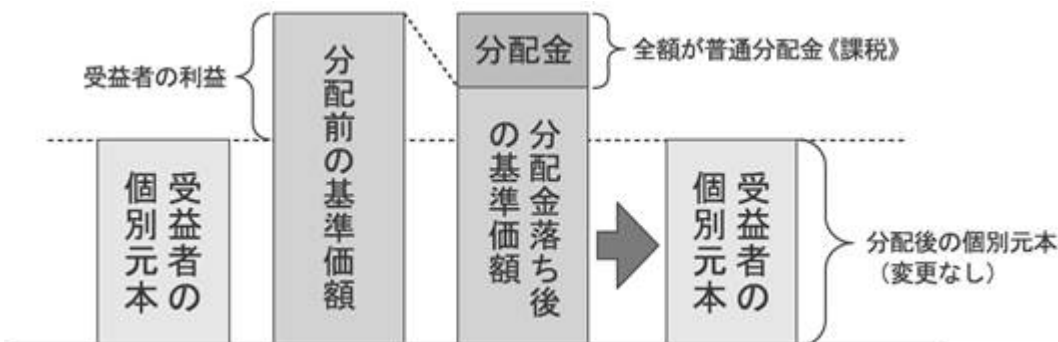 受益者の利益
受益者の
個別元本
分配前の基準価額
分配金
全額が普通分配金《課税》
分配金落ち後
の基準価額
受益者の
個別元本
分配後の個別元本
（変更なし）